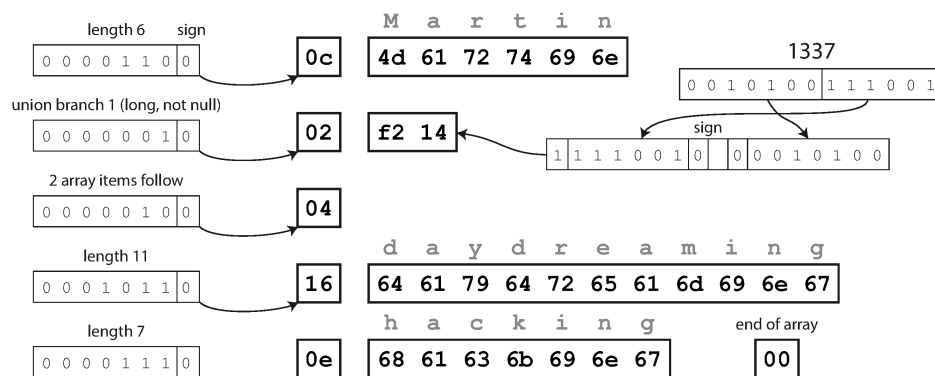 M a r t i n
length 6 sign
0 0 0 0 1 1 0 0
0c
4d 61 72 74 69 6e
1337
0 0 1 0 1 0 0 1 1 1 0 0 1
union branch 1 (long, not null)
0 0 0 0 0 0 1 0
02
f2 14
sign
1 1 1 1 0 0 1 0 0 0 0 1 0 1 0 0
2 array items follow
0 0 0 0 0 1 0 0
04
d a y d r e a m i n g
length 11
0 0 0 1 0 1 1 0
16
64 61 79 64 72 65 61 6d 69 6e 67
h a c k i n g
length 7
end of array
0 0 0 0 1 1 1 0
0e
68 61 63 6b 69 6e 67
00